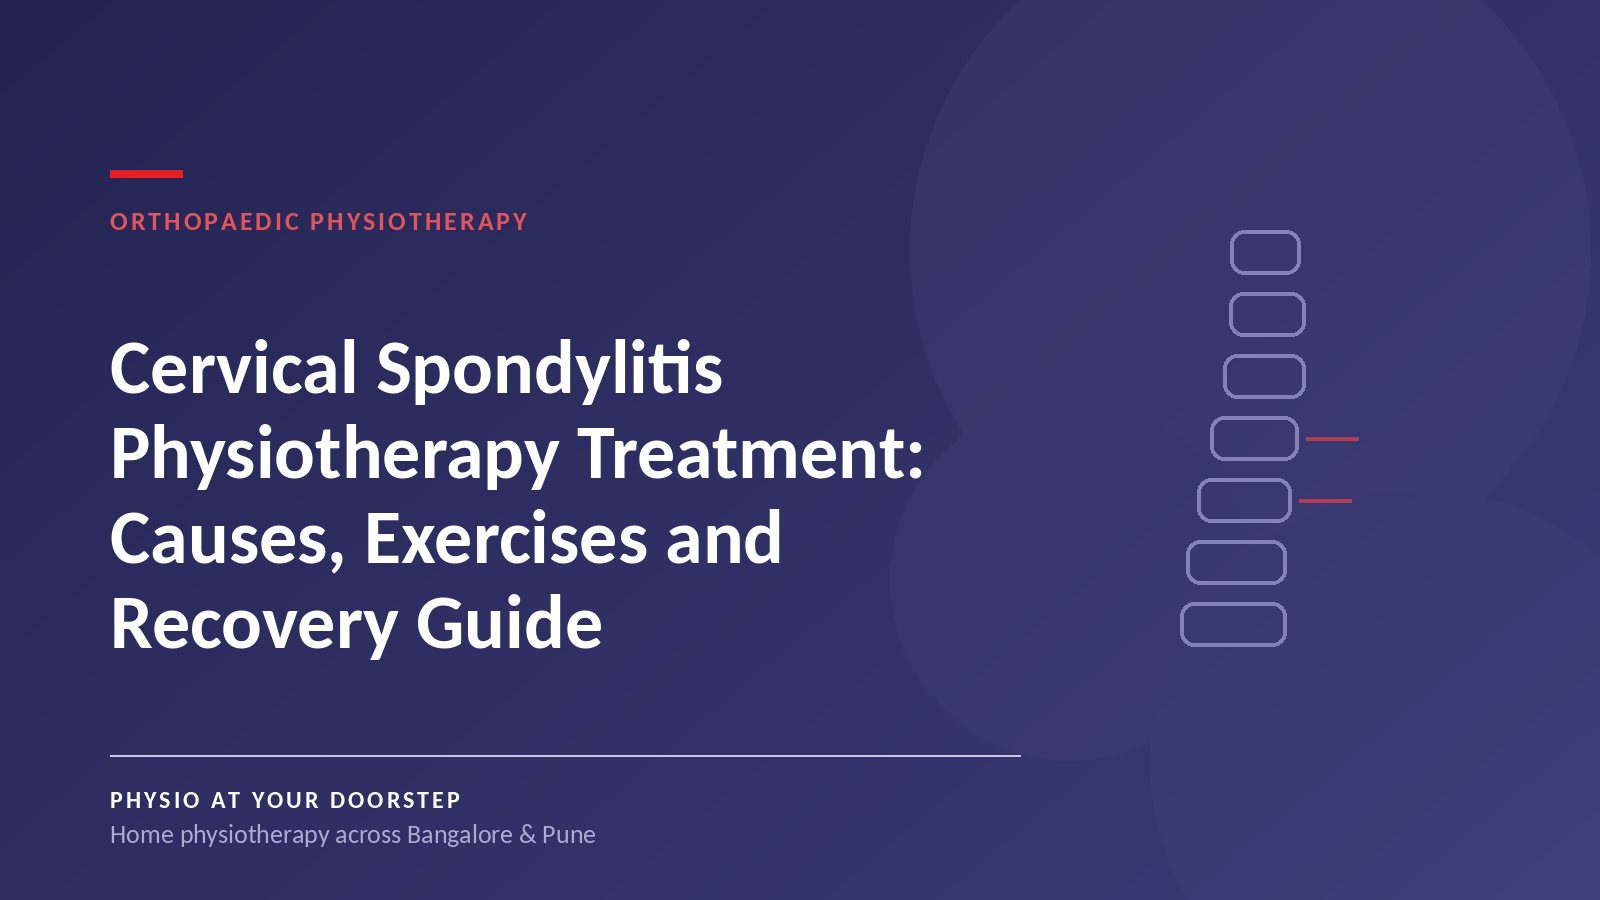 ORTHOPAEDIC PHYSIOTHERAPY
Cervical Spondylitis
Physiotherapy Treatment:
Causes, Exercises and
Recovery Guide
PHYSIO AT YOUR DOORSTEP
Home physiotherapy across Bangalore & Pune